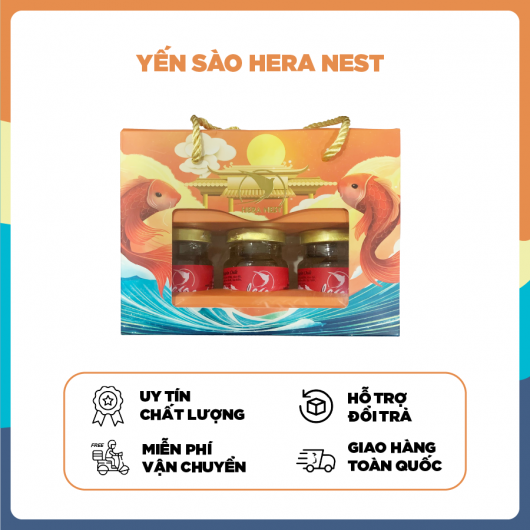 YẾN SÀO HERA NEST
UY TÍN
CHẤT LƯỢNG
HỖ TRỢ
ĐỔI TRẢ
FREE
MIỄN PHÍ
VẬN CHUYỂN
GIAO HÀNG
TOÀN QUỐC